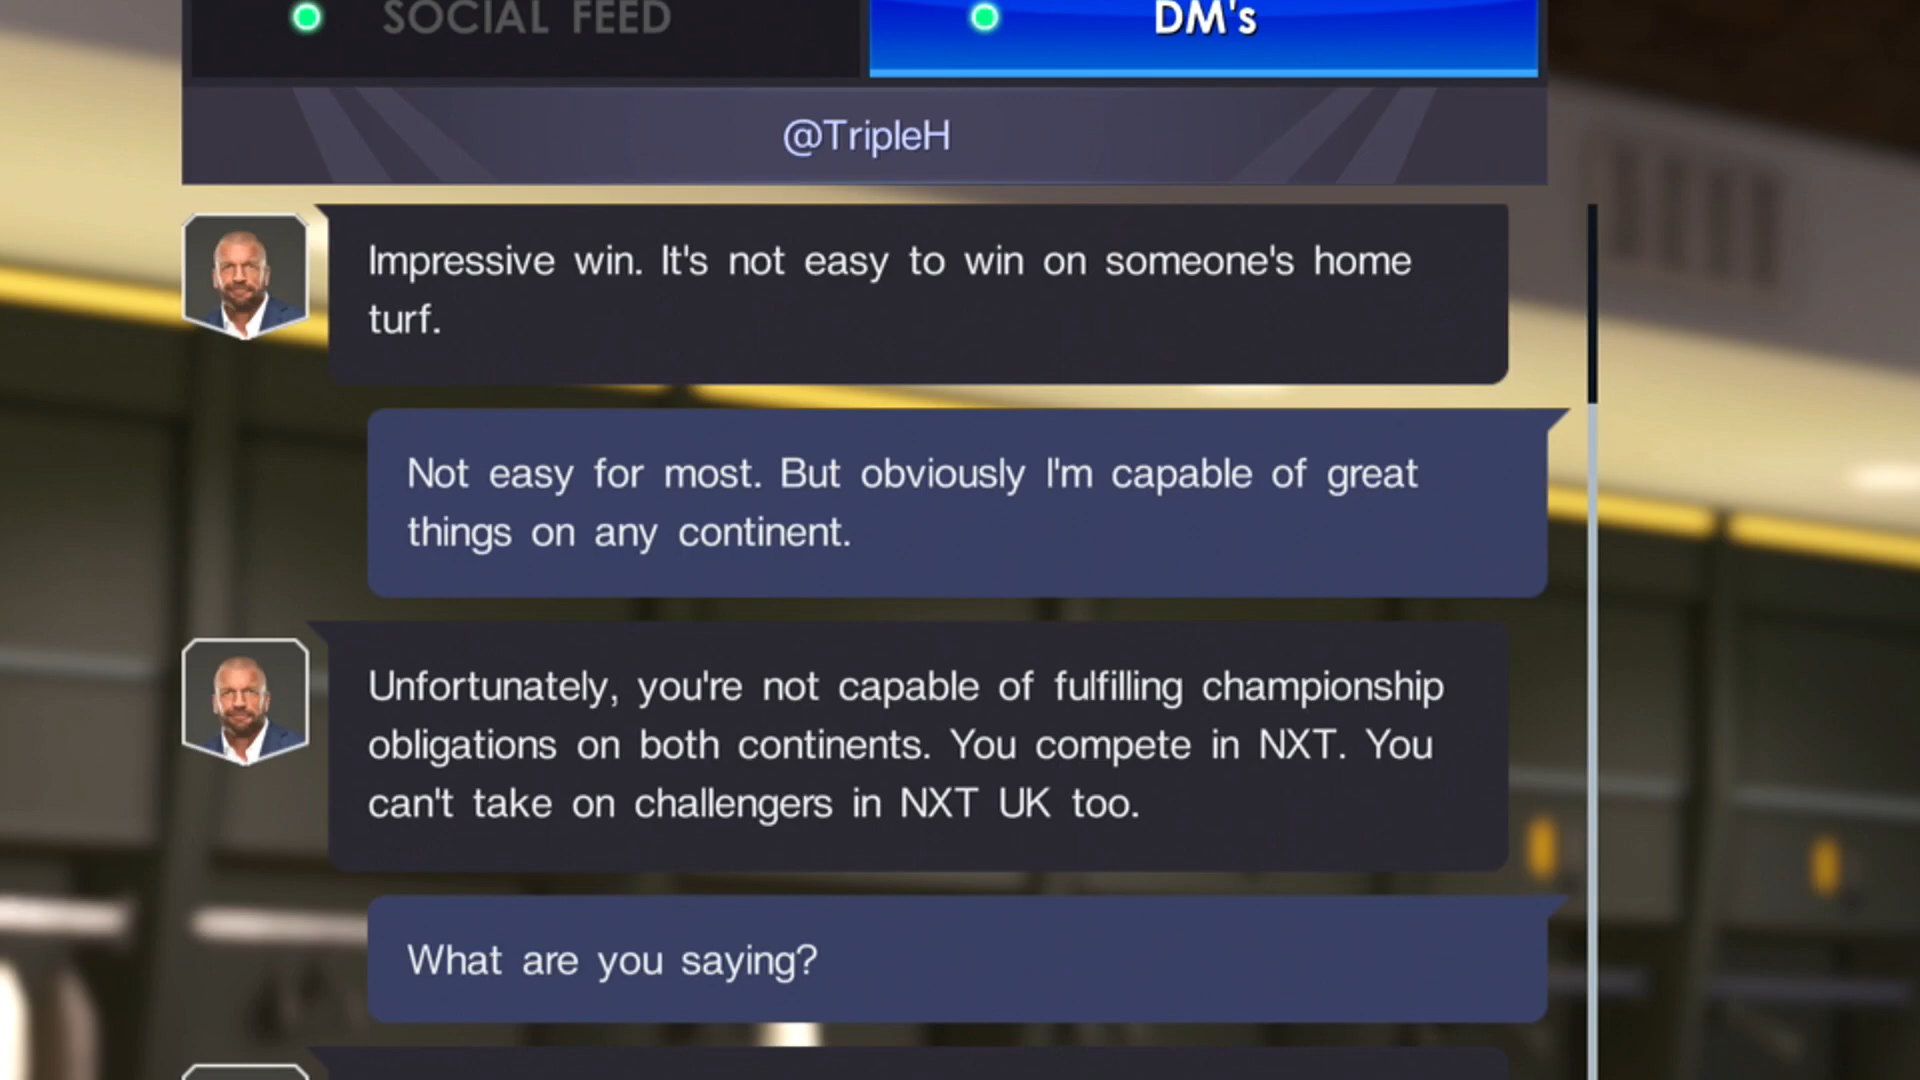 SOCIAL FEED
DM's
@TripleH
Impressive win. It's not easy to win on someone's home
turf.
Not easy for most. But obviously I'm capable of great
things on any continent.
Unfortunately, you're not capable of fulfilling championship
obligations on both continents. You compete in NXT. You
can't take on challengers in NXT UK too.
What are you saying?